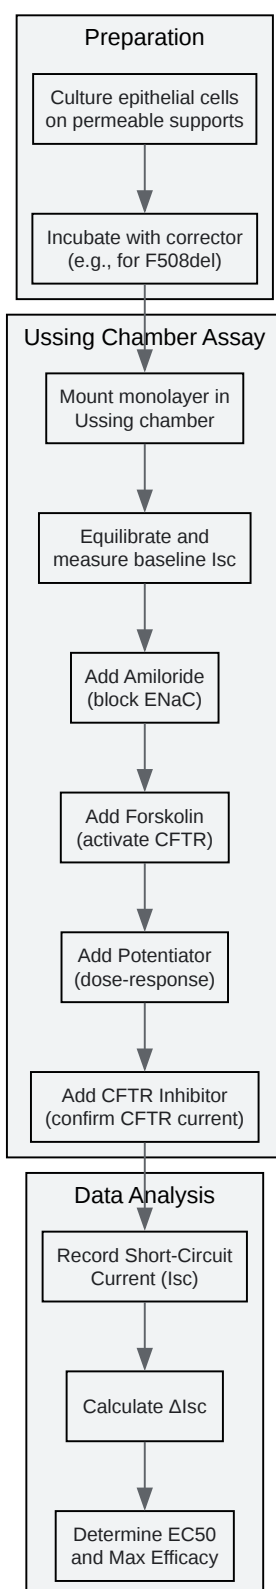 Preparation
Culture epithelial cells
on permeable supports
Incubate with corrector
(e.g., for F508del)
Ussing Chamber Assay
Mount monolayer in
Ussing chamber
Equilibrate and
measure baseline Isc
Add Amiloride
(block ENaC)
Add Forskolin
(activate CFTR)
Add Potentiator
(dose-response)
Add CFTR Inhibitor
(confirm CFTR current)
Data Analysis
Record Short-Circuit
Current (Isc)
Calculate ΔIsc
Determine EC50
and Max Efficacy